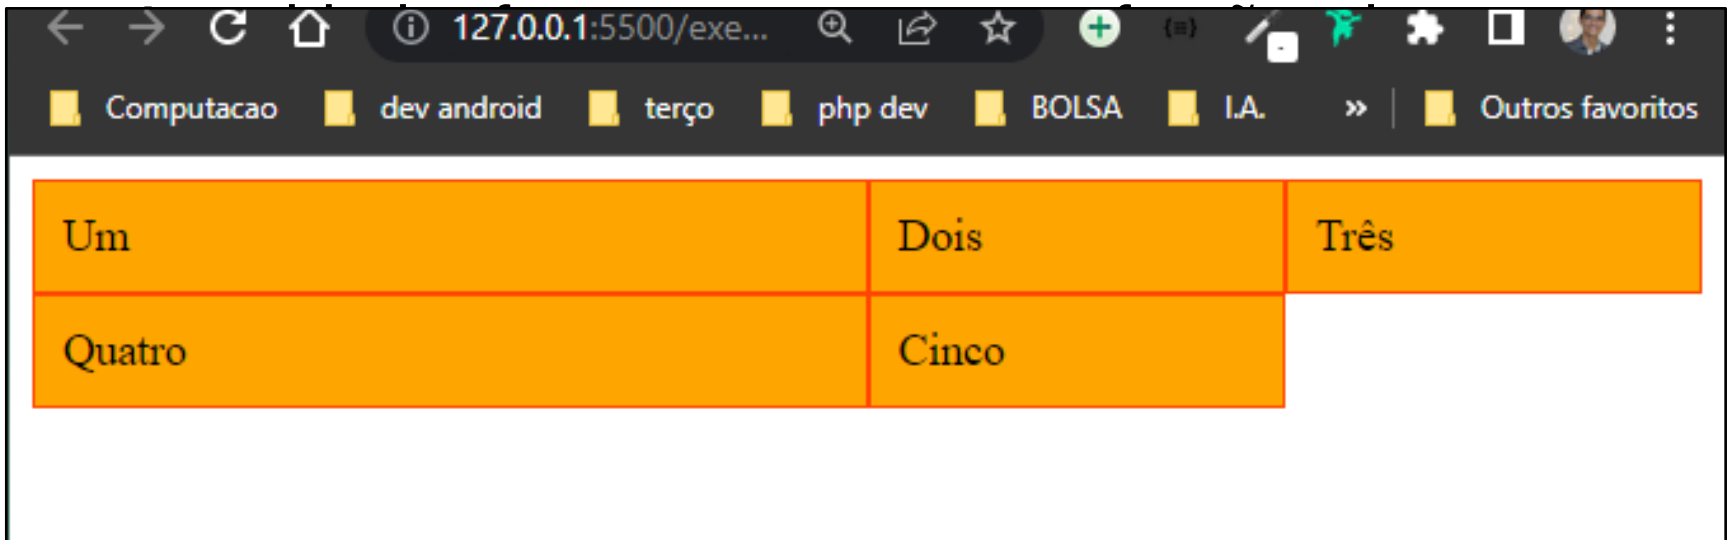 127.0.0.1:5500/exe...
Computacao dev android terço php dev BOLSA I.A. » Outros favoritos
Um Dois Três
Quatro Cinco